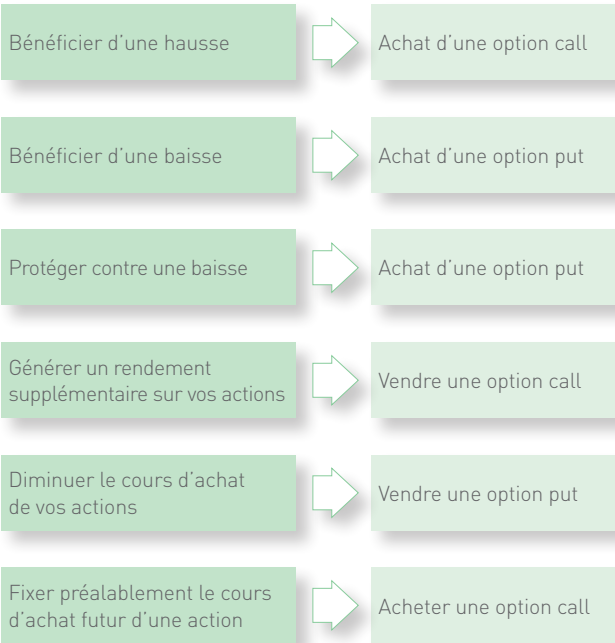 Bénéficier d’une hausse
Achat d’une option call
Bénéficier d’une baisse
Achat d’une option put
Protéger contre une baisse
Achat d’une option put
Générer un rendement
supplémentaire sur vos actions
Vendre une option call
Diminuer le cours d’achat
de vos actions
Vendre une option put
Fixer préalablement le cours
d’achat futur d’une action
Acheter une option call